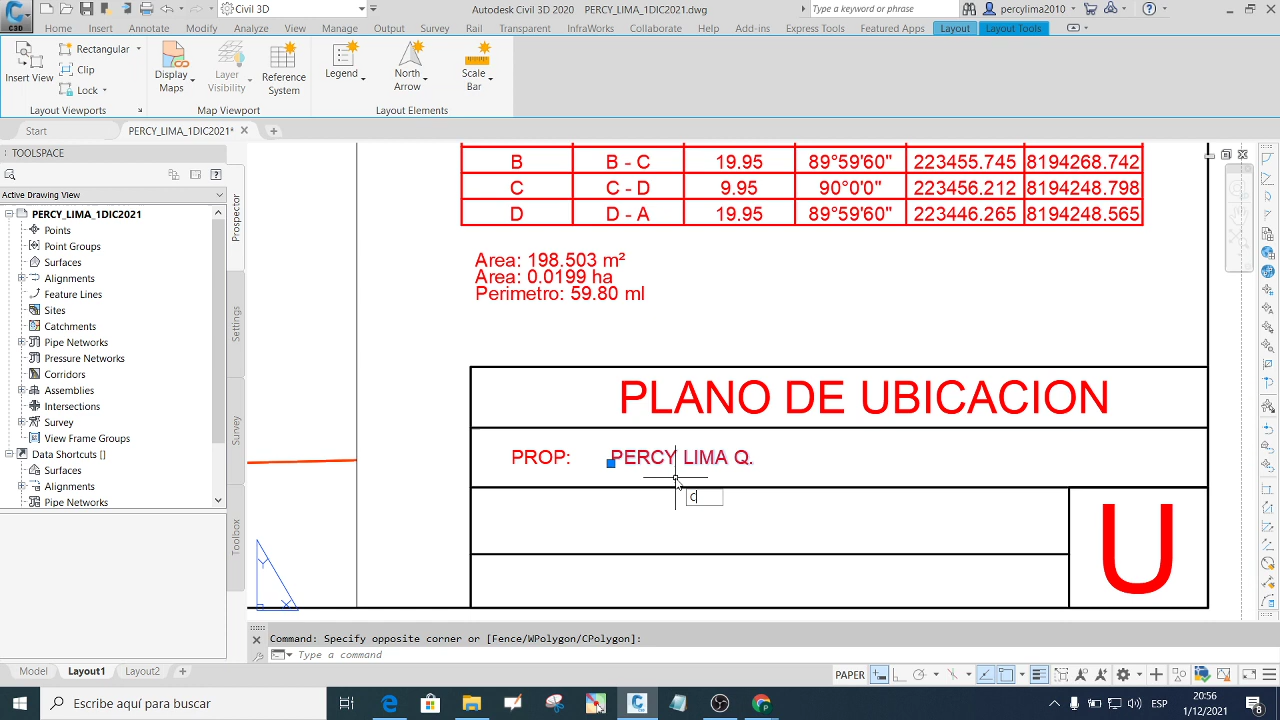 C3D
Civil 3D
Autodesk Civil 3D 2020 PERCY_LIMA_1DIC2021.dwg
Type a keyword or phrase
percylima2010
Home Insert Annotate Modify Analyze View Manage Output Survey Rail Transparent InfraWorks Collaborate Help Add-ins Express Tools Featured Apps Layout Layout Tools
Insert View
Rectangular
Clip
Lock
Display Maps
Layer Visibility
Reference System
Legend
North Arrow
Scale Bar
Layout Viewports Map Viewport Layout Elements
Start PERCY_LIMA_1DIC2021*
TOOLSPACE
Active Drawing View
PERCY_LIMA_1DIC2021
Points
Point Groups
Surfaces
Alignments
Feature Lines
Sites
Catchments
Pipe Networks
Pressure Networks
Corridors
Assemblies
Intersections
Survey
View Frame Groups
Data Shortcuts []
Surfaces
Alignments
Pipe Networks
Prospector
Settings
Survey
Toolbox
B B - C 19.95 89°59'60" 223455.745 8194268.742
C C - D 9.95 90°0'0" 223456.212 8194248.798
D D - A 19.95 89°59'60" 223446.265 8194248.565
Area: 198.503 m²
Area: 0.0199 ha
Perimetro: 59.80 ml
PLANO DE UBICACION
PROP: PERCY LIMA Q.
C
U
Y
X
Command: Specify opposite corner or [Fence/WPolygon/CPolygon]:
Type a command
Model Layout1 Layout2
PAPER
Escribe aquí para buscar
ESP
20:56
1/12/2021
8